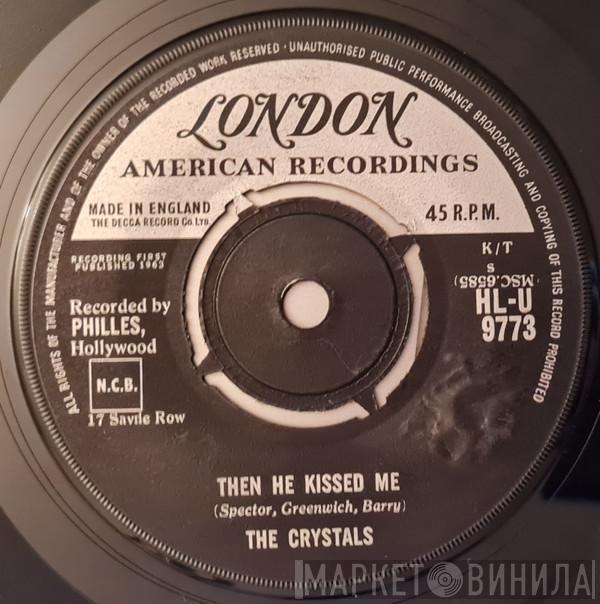 ALL RIGHTS OF THE MANUFACTURER AND OF THE OWNER OF THE RECORDED WORK RESERVED · UNAUTHORISED PUBLIC PERFORMANCE BROADCASTING AND COPYING OF THIS RECORD PROHIBITED
LONDON
AMERICAN RECORDINGS
MADE IN ENGLAND
THE DECCA RECORD Co. LTD.
45 R.P.M.
K/T
RECORDING FIRST
PUBLISHED 1963
S
(MSC.6585)
HL-U
9773
Recorded by
PHILLES,
Hollywood
N.C.B.
17 Savile Row
THEN HE KISSED ME
(Spector, Greenwich, Barry)
THE CRYSTALS
МАРКЕТ ВИНИЛА